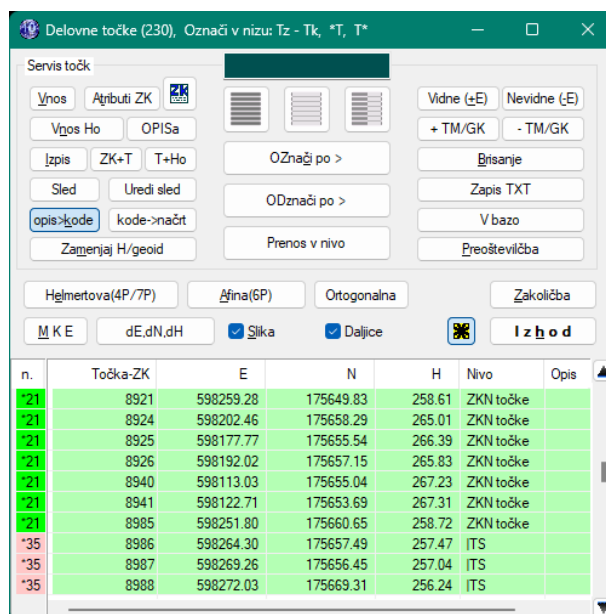 Delovne točke (230), Označi v nizu: Tz - Tk, *T, T*
Servis točk
Vnos Atributi ZK ZK Vidne (+E) Nevidne (-E)
Vnos Ho OPISa + TM/GK - TM/GK
Izpis ZK+T T+Ho OZnači po > Brisanje
Sled Uredi sled ODznači po > Zapis TXT
opis>kode kode->načrt V bazo
Zamenjaj H/geoid Prenos v nivo Preoštevilčba
Helmertova(4P/7P) Afina(6P) Ortogonalna Zakoličba
M K E dE,dN,dH Slika Daljice I z h o d
n. Točka-ZK E N H Nivo Opis
*21 8921 598259.28 175649.83 258.61 ZKN točke
*21 8924 598202.46 175658.29 265.01 ZKN točke
*21 8925 598177.77 175655.54 266.39 ZKN točke
*21 8926 598192.02 175657.15 265.83 ZKN točke
*21 8940 598113.03 175655.04 267.23 ZKN točke
*21 8941 598122.71 175653.69 267.31 ZKN točke
*21 8985 598251.80 175660.65 258.72 ZKN točke
*35 8986 598264.30 175657.49 257.47 ITS
*35 8987 598269.26 175656.45 257.04 ITS
*35 8988 598272.03 175669.31 256.24 ITS